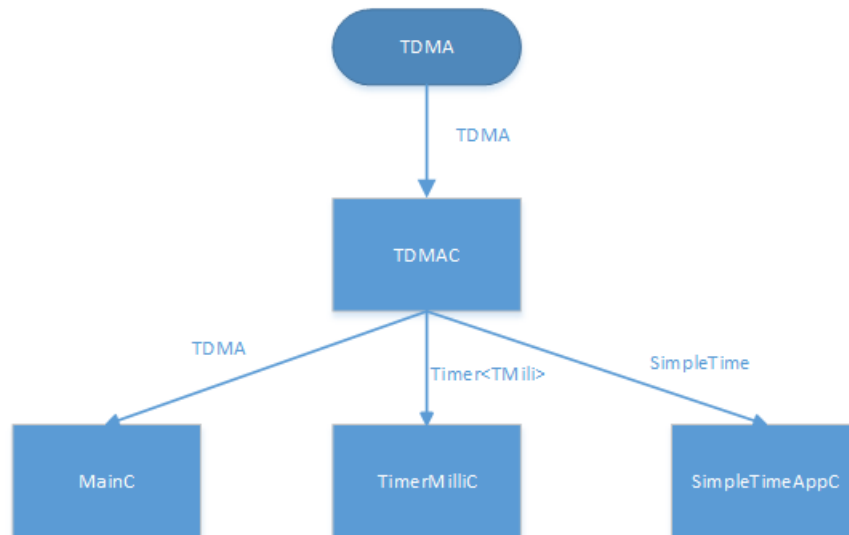 TDMA
TDMA
TDMAC
TDMA
Timer<TMili>
SimpleTime
MainC
TimerMilliC
SimpleTimeAppC